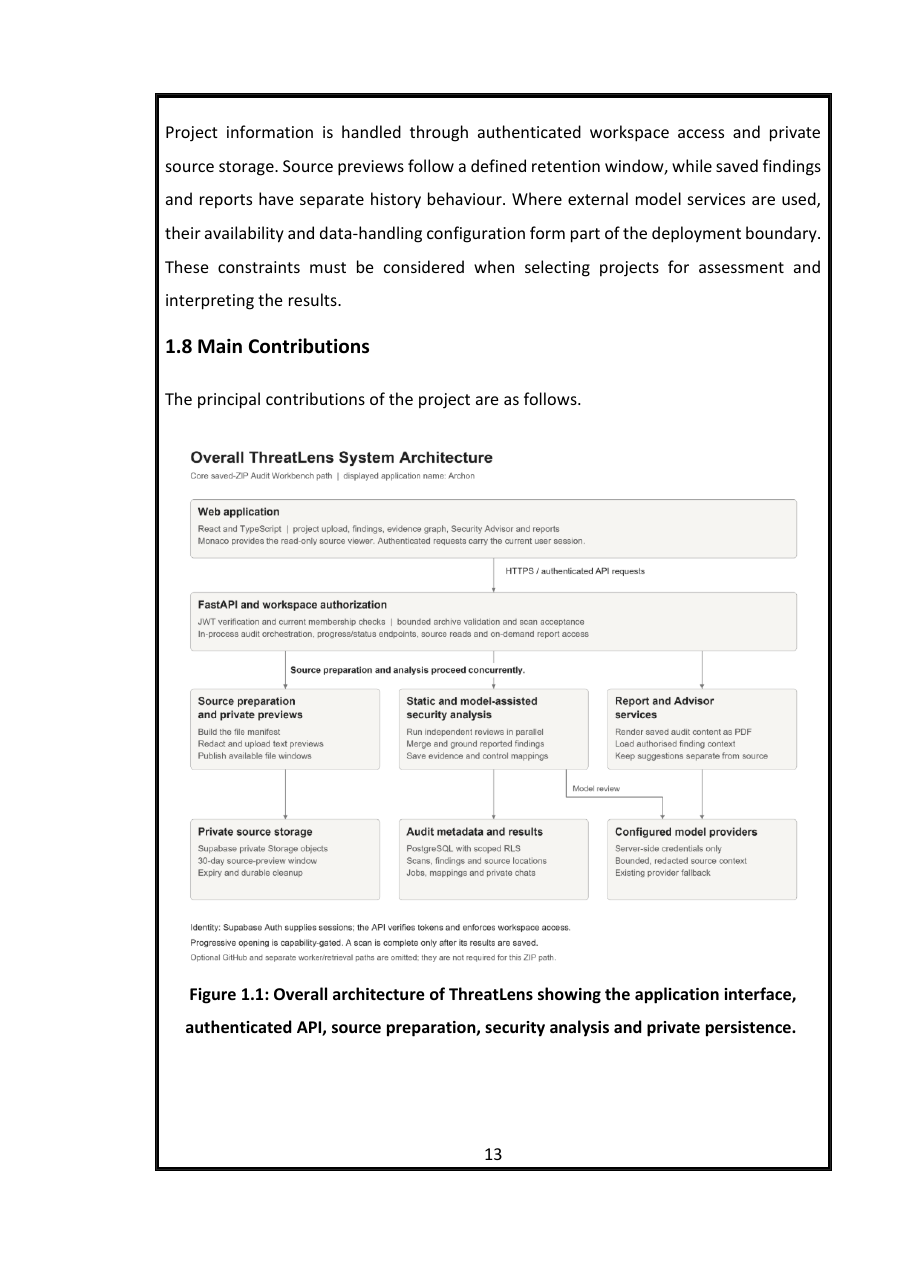 Project information is handled through authenticated workspace access and private
source storage. Source previews follow a defined retention window, while saved findings
and reports have separate history behaviour. Where external model services are used,
their availability and data-handling configuration form part of the deployment boundary.
These constraints must be considered when selecting projects for assessment and
interpreting the results.
1.8 Main Contributions
The principal contributions of the project are as follows.
Overall ThreatLens System Architecture
Core saved-ZIP Audit Workbench path | displayed application name: Archon
Web application
React and TypeScript | project upload, findings, evidence graph, Security Advisor and reports
Monaco provides the read-only source viewer. Authenticated requests carry the current user session.
HTTPS / authenticated API requests
FastAPI and workspace authorization
JWT verification and current membership checks | bounded archive validation and scan acceptance
In-process audit orchestration, progress/status endpoints, source reads and on-demand report access
Source preparation and analysis proceed concurrently.
Source preparation
and private previews
Build the file manifest
Redact and upload text previews
Publish available file windows
Static and model-assisted
security analysis
Run independent reviews in parallel
Merge and ground reported findings
Save evidence and control mappings
Report and Advisor
services
Render saved audit content as PDF
Load authorised finding context
Keep suggestions separate from source
Model review
Private source storage
Supabase private Storage objects
30-day source-preview window
Expiry and durable cleanup
Audit metadata and results
PostgreSQL with scoped RLS
Scans, findings and source locations
Jobs, mappings and private chats
Configured model providers
Server-side credentials only
Bounded, redacted source context
Existing provider fallback
Identity: Supabase Auth supplies sessions; the API verifies tokens and enforces workspace access.
Progressive opening is capability-gated. A scan is complete only after its results are saved.
Optional GitHub and separate worker/retrieval paths are omitted; they are not required for this ZIP path.
Figure 1.1: Overall architecture of ThreatLens showing the application interface,
authenticated API, source preparation, security analysis and private persistence.
13